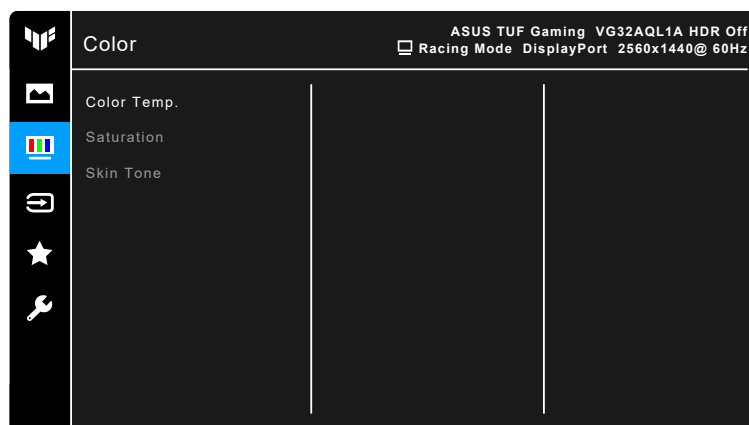 Color
ASUS TUF Gaming VG32AQL1A HDR Off
Racing Mode DisplayPort 2560x1440@ 60Hz
Color Temp.
Saturation
Skin Tone